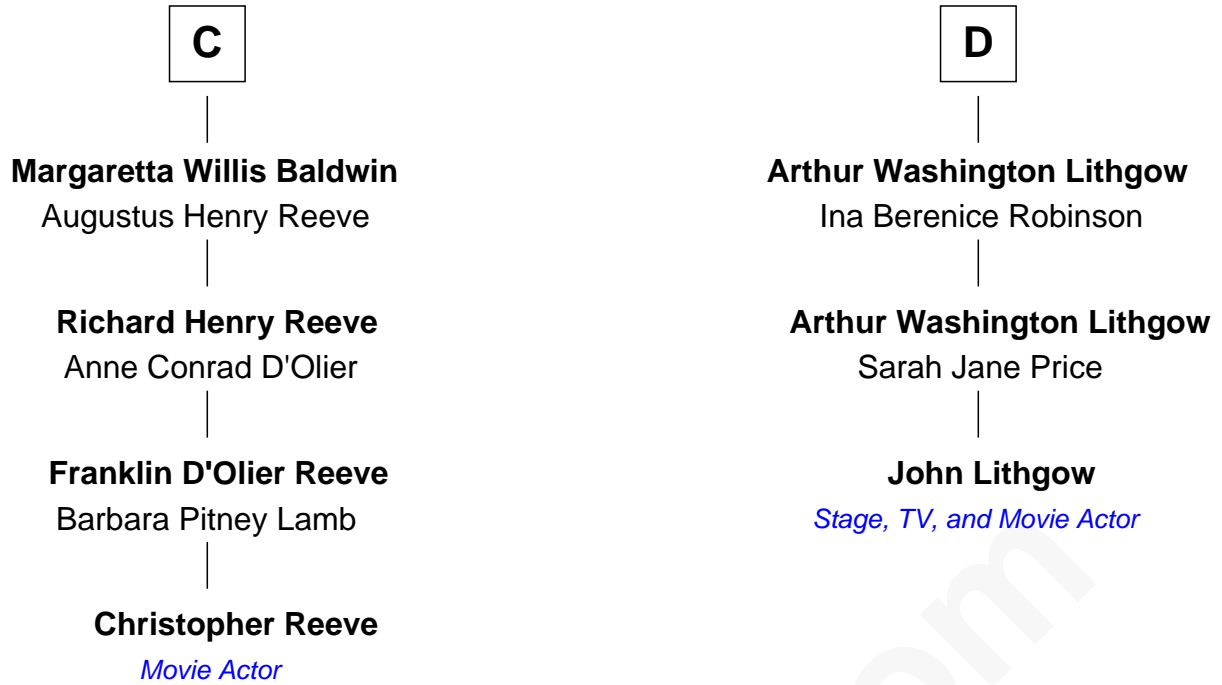 C
Margaretta Willis Baldwin
Augustus Henry Reeve
Richard Henry Reeve
Anne Conrad D'Olier
Franklin D'Olier Reeve
Barbara Pitney Lamb
Christopher Reeve
Movie Actor
D
Arthur Washington Lithgow
Ina Berenice Robinson
Arthur Washington Lithgow
Sarah Jane Price
John Lithgow
Stage, TV, and Movie Actor
om